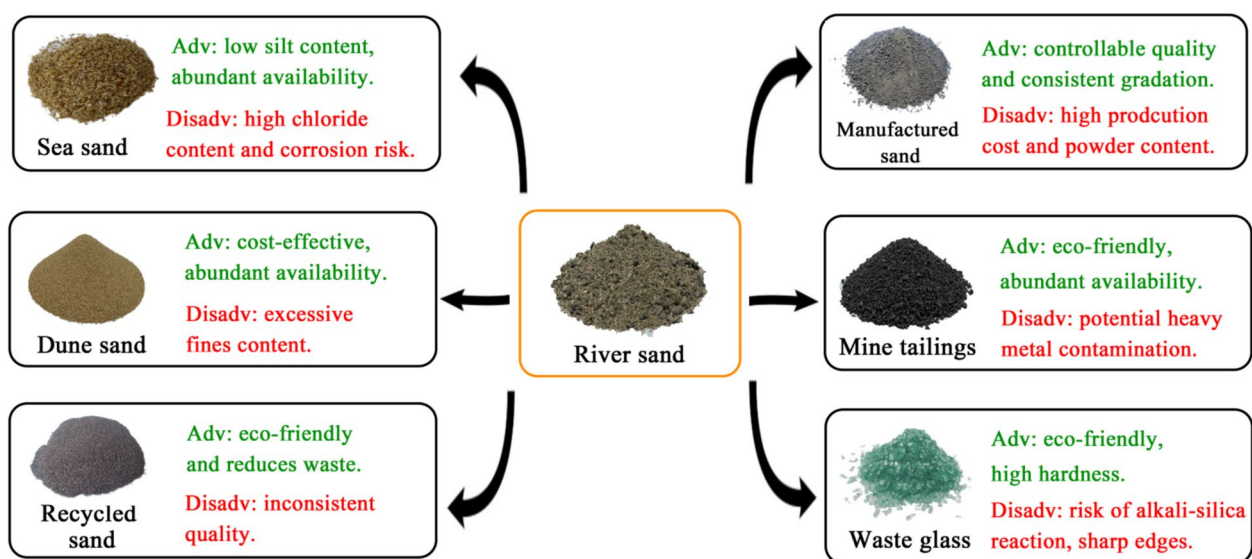 Adv: low silt content,
abundant availability.
Disadv: high chloride
content and corrosion risk.
Sea sand
Adv: cost-effective,
abundant availability.
Disadv: excessive
fines content.
Dune sand
Adv: eco-friendly
and reduces waste.
Disadv: inconsistent
quality.
Recycled
sand
River sand
Adv: controllable quality
and consistent gradation.
Disadv: high prodcution
cost and powder content.
Manufactured
sand
Adv: eco-friendly,
abundant availability.
Disadv: potential heavy
metal contamination.
Mine tailings
Adv: eco-friendly,
high hardness.
Disadv: risk of alkali-silica
reaction, sharp edges.
Waste glass